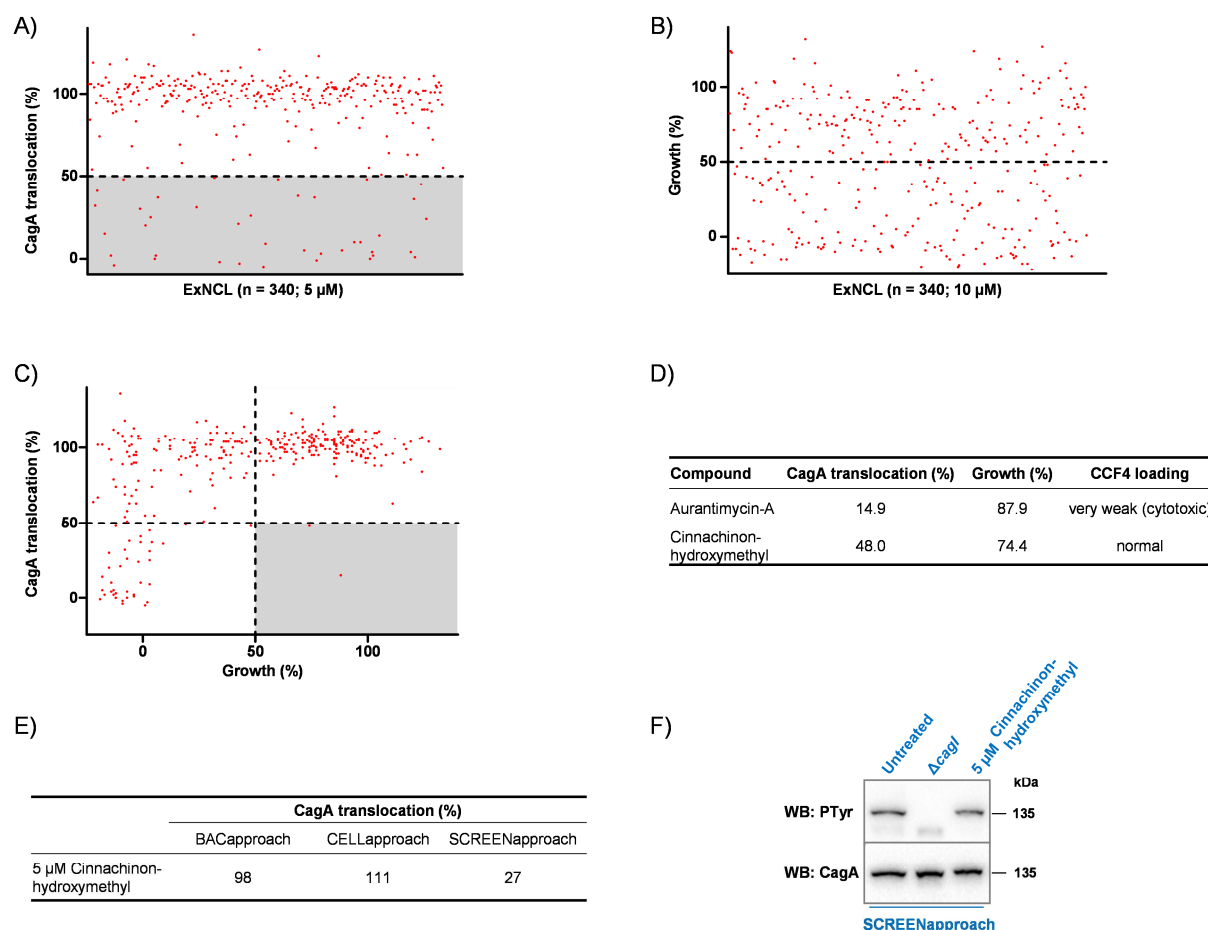 A)
CagA translocation (%)
100
50
0
ExNCL (n = 340; 5 µM)
B)
Growth (%)
100
50
0
ExNCL (n = 340; 10 µM)
C)
CagA translocation (%)
100
50
0
0 50 100
Growth (%)
D)
Compound CagA translocation (%) Growth (%) CCF4 loading
Aurantimycin-A 14.9 87.9 very weak (cytotoxic)
Cinnachinon-
hydroxymethyl 48.0 74.4 normal
E)
CagA translocation (%)
BACapproach CELLapproach SCREENapproach
5 µM Cinnachinon-
hydroxymethyl 98 111 27
F)
Untreated
ΔcagI
5 µM Cinnachinon-
hydroxymethyl
kDa
WB: PTyr 135
WB: CagA 135
SCREENapproach